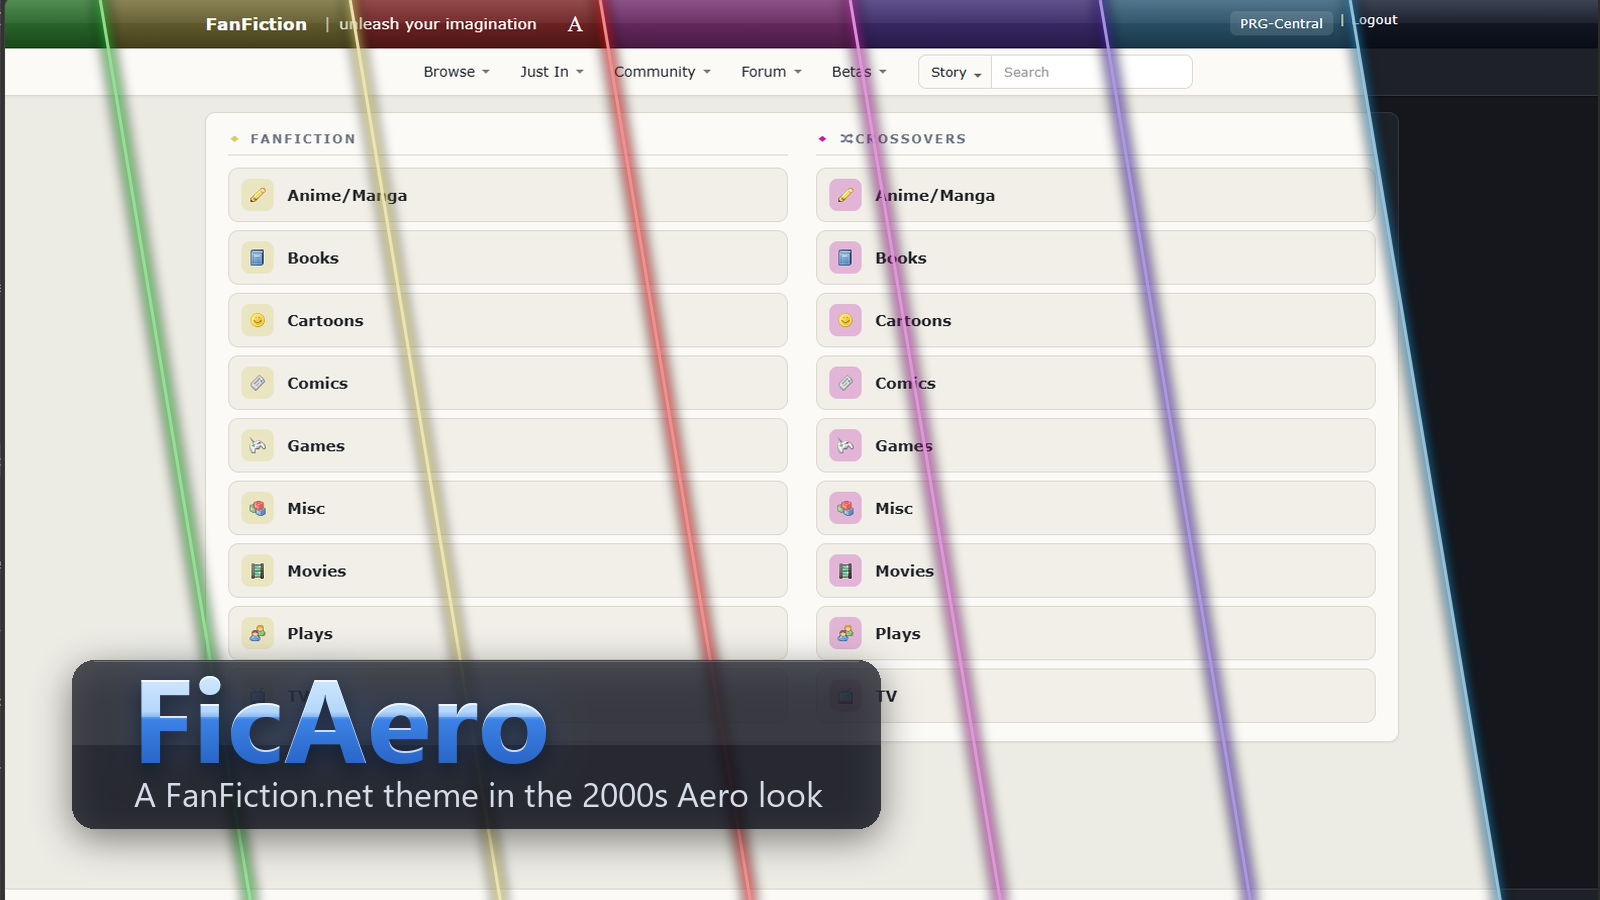 FanFiction | unleash your imagination A PRG-Central | Logout
Browse Just In Community Forum Betas Story Search
FANFICTION
Anime/Manga
Books
Cartoons
Comics
Games
Misc
Movies
Plays
TV
CROSSOVERS
Anime/Manga
Books
Cartoons
Comics
Games
Misc
Movies
Plays
TV
FicAero
A FanFiction.net theme in the 2000s Aero look